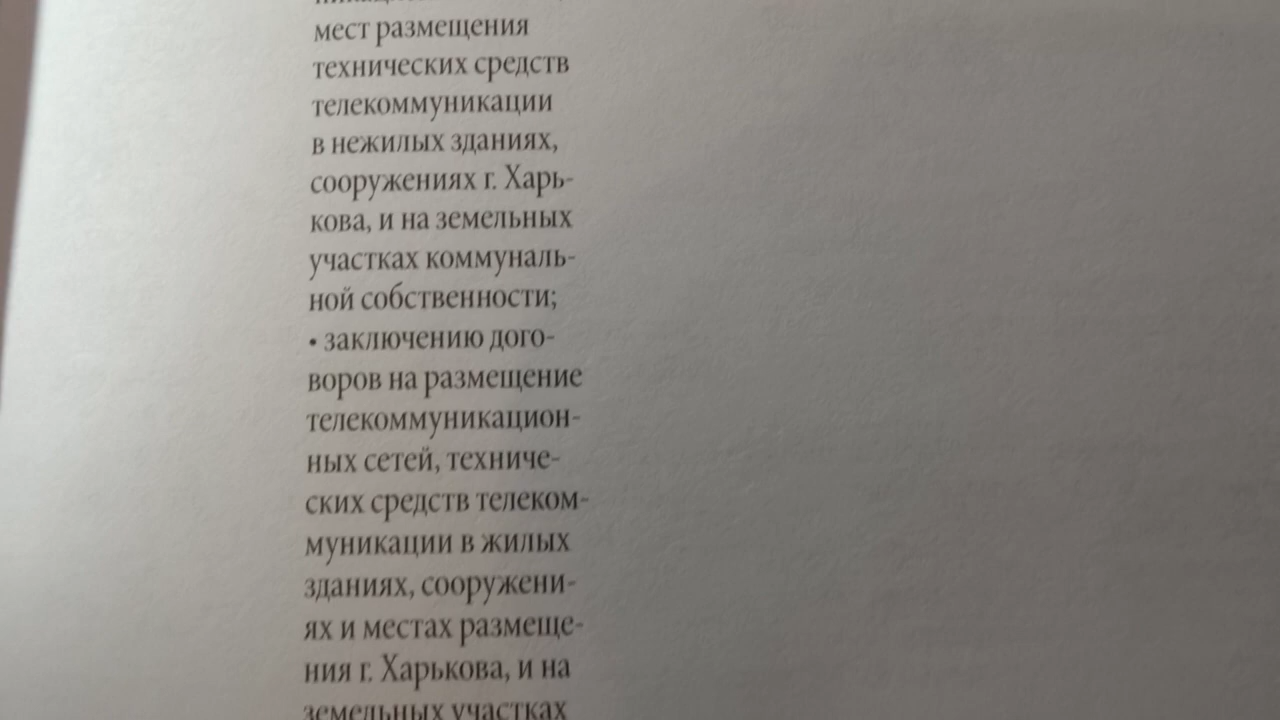 мест размещения
технических средств
телекоммуникации
в нежилых зданиях,
сооружениях г. Харь-
кова, и на земельных
участках коммуналь-
ной собственности;
• заключению дого-
воров на размещение
телекоммуникацион-
ных сетей, техниче-
ских средств телеком-
муникации в жилых
зданиях, сооружени-
ях и местах размеще-
ния г. Харькова, и на
земельных участках